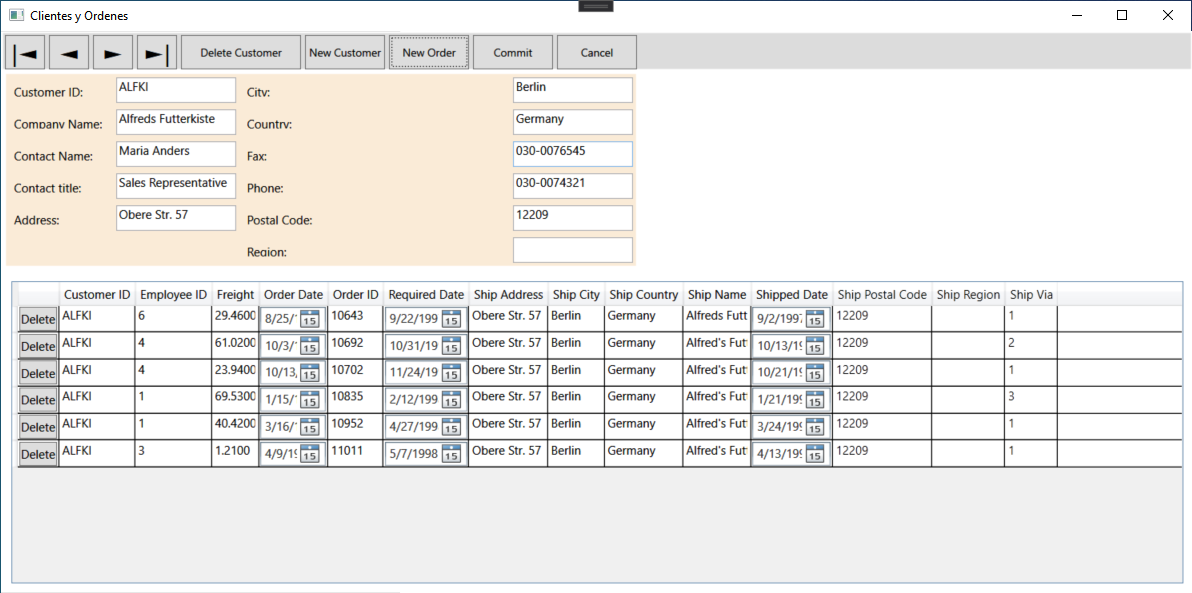 Clientes y Ordenes
Delete Customer New Customer New Order Commit Cancel
Customer ID: ALFKI City: Berlin
Company Name: Alfreds Futterkiste Country: Germany
Contact Name: Maria Anders Fax: 030-0076545
Contact title: Sales Representative Phone: 030-0074321
Address: Obere Str. 57 Postal Code: 12209
Region:
Customer ID Employee ID Freight Order Date Order ID Required Date Ship Address Ship City Ship Country Ship Name Shipped Date Ship Postal Code Ship Region Ship Via
Delete ALFKI 6 29.4600 8/25/ 15 10643 9/22/199 15 Obere Str. 57 Berlin Germany Alfreds Futt 9/2/199 15 12209 1
Delete ALFKI 4 61.0200 10/3/ 15 10692 10/31/19 15 Obere Str. 57 Berlin Germany Alfred's Fut 10/13/19 15 12209 2
Delete ALFKI 4 23.9400 10/13 15 10702 11/24/19 15 Obere Str. 57 Berlin Germany Alfred's Fut 10/21/19 15 12209 1
Delete ALFKI 1 69.5300 1/15/ 15 10835 2/12/199 15 Obere Str. 57 Berlin Germany Alfred's Fut 1/21/199 15 12209 3
Delete ALFKI 1 40.4200 3/16/ 15 10952 4/27/199 15 Obere Str. 57 Berlin Germany Alfred's Fut 3/24/199 15 12209 1
Delete ALFKI 3 1.2100 4/9/19 15 11011 5/7/1998 15 Obere Str. 57 Berlin Germany Alfred's Fut 4/13/199 15 12209 1